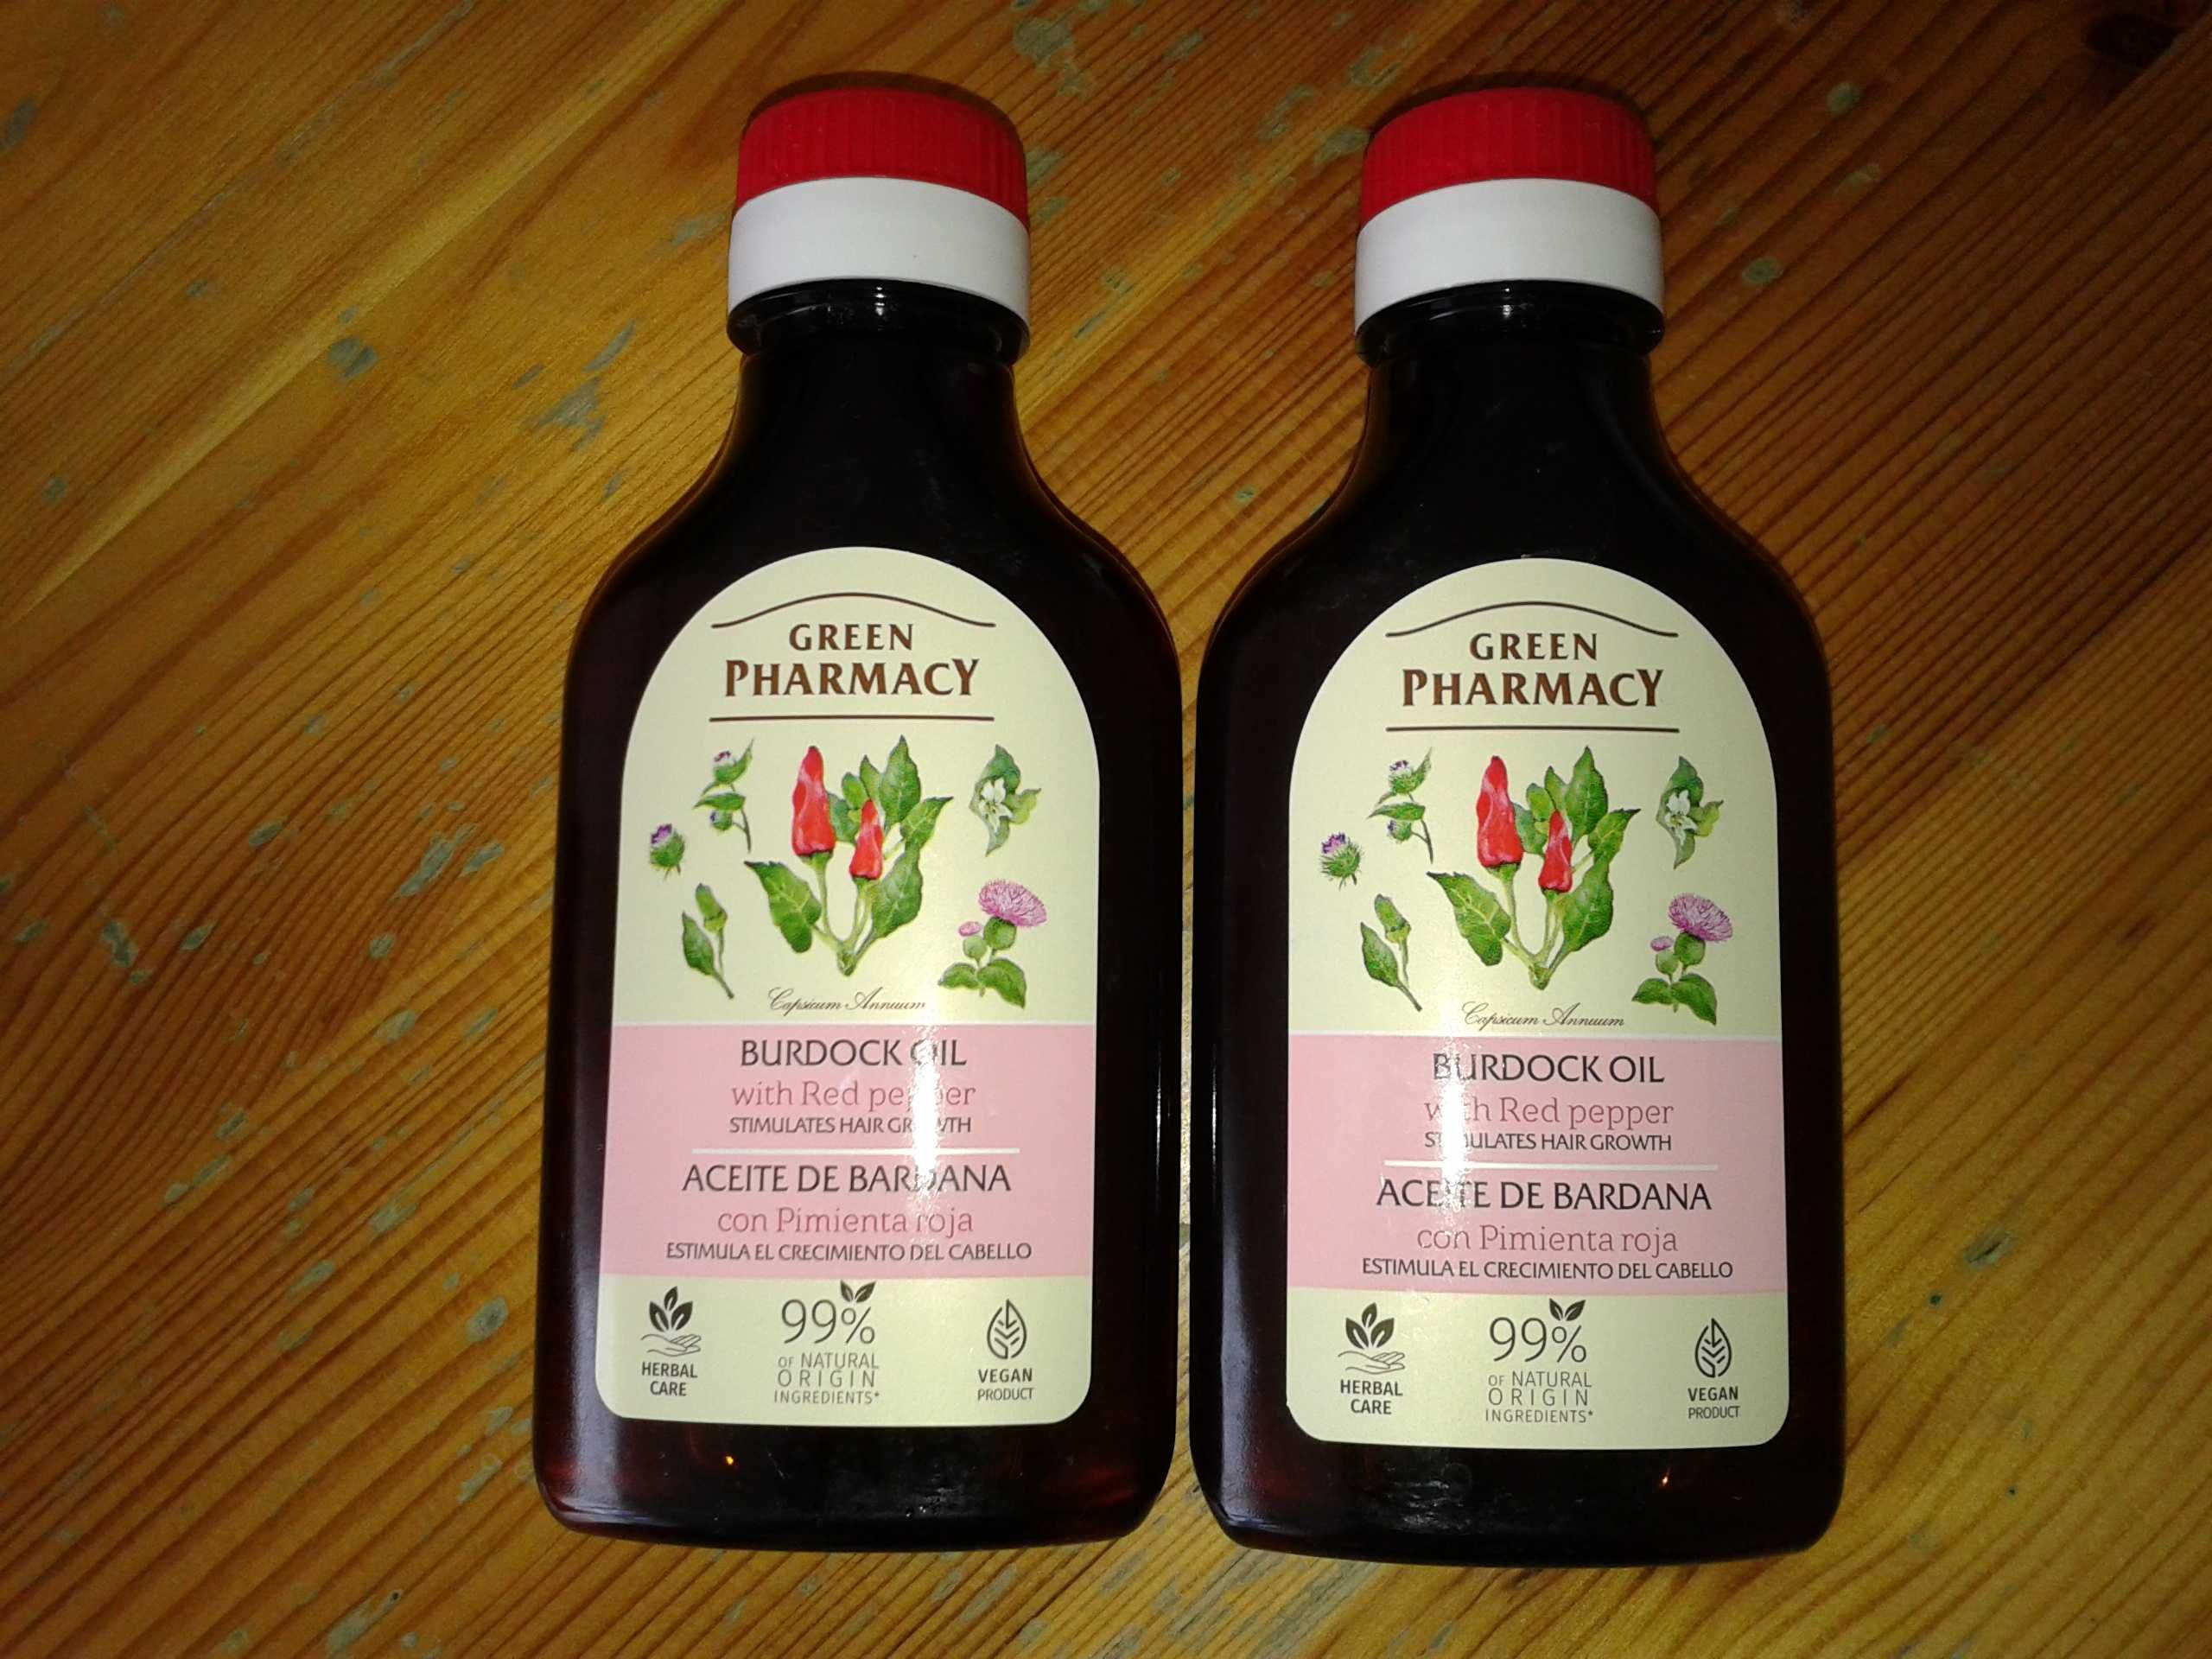 GREEN
PHARMACY
Capsicum Annuum
BURDOCK OIL
with Red pepper
STIMULATES HAIR GROWTH
ACEITE DE BARDANA
con Pimienta roja
ESTIMULA EL CRECIMIENTO DEL CABELLO
HERBAL
CARE
99%
OF NATURAL
ORIGIN
INGREDIENTS*
VEGAN
PRODUCT
GREEN
PHARMACY
Capsicum Annuum
BURDOCK OIL
with Red pepper
STIMULATES HAIR GROWTH
ACEITE DE BARDANA
con Pimienta roja
ESTIMULA EL CRECIMIENTO DEL CABELLO
HERBAL
CARE
99%
OF NATURAL
ORIGIN
INGREDIENTS*
VEGAN
PRODUCT